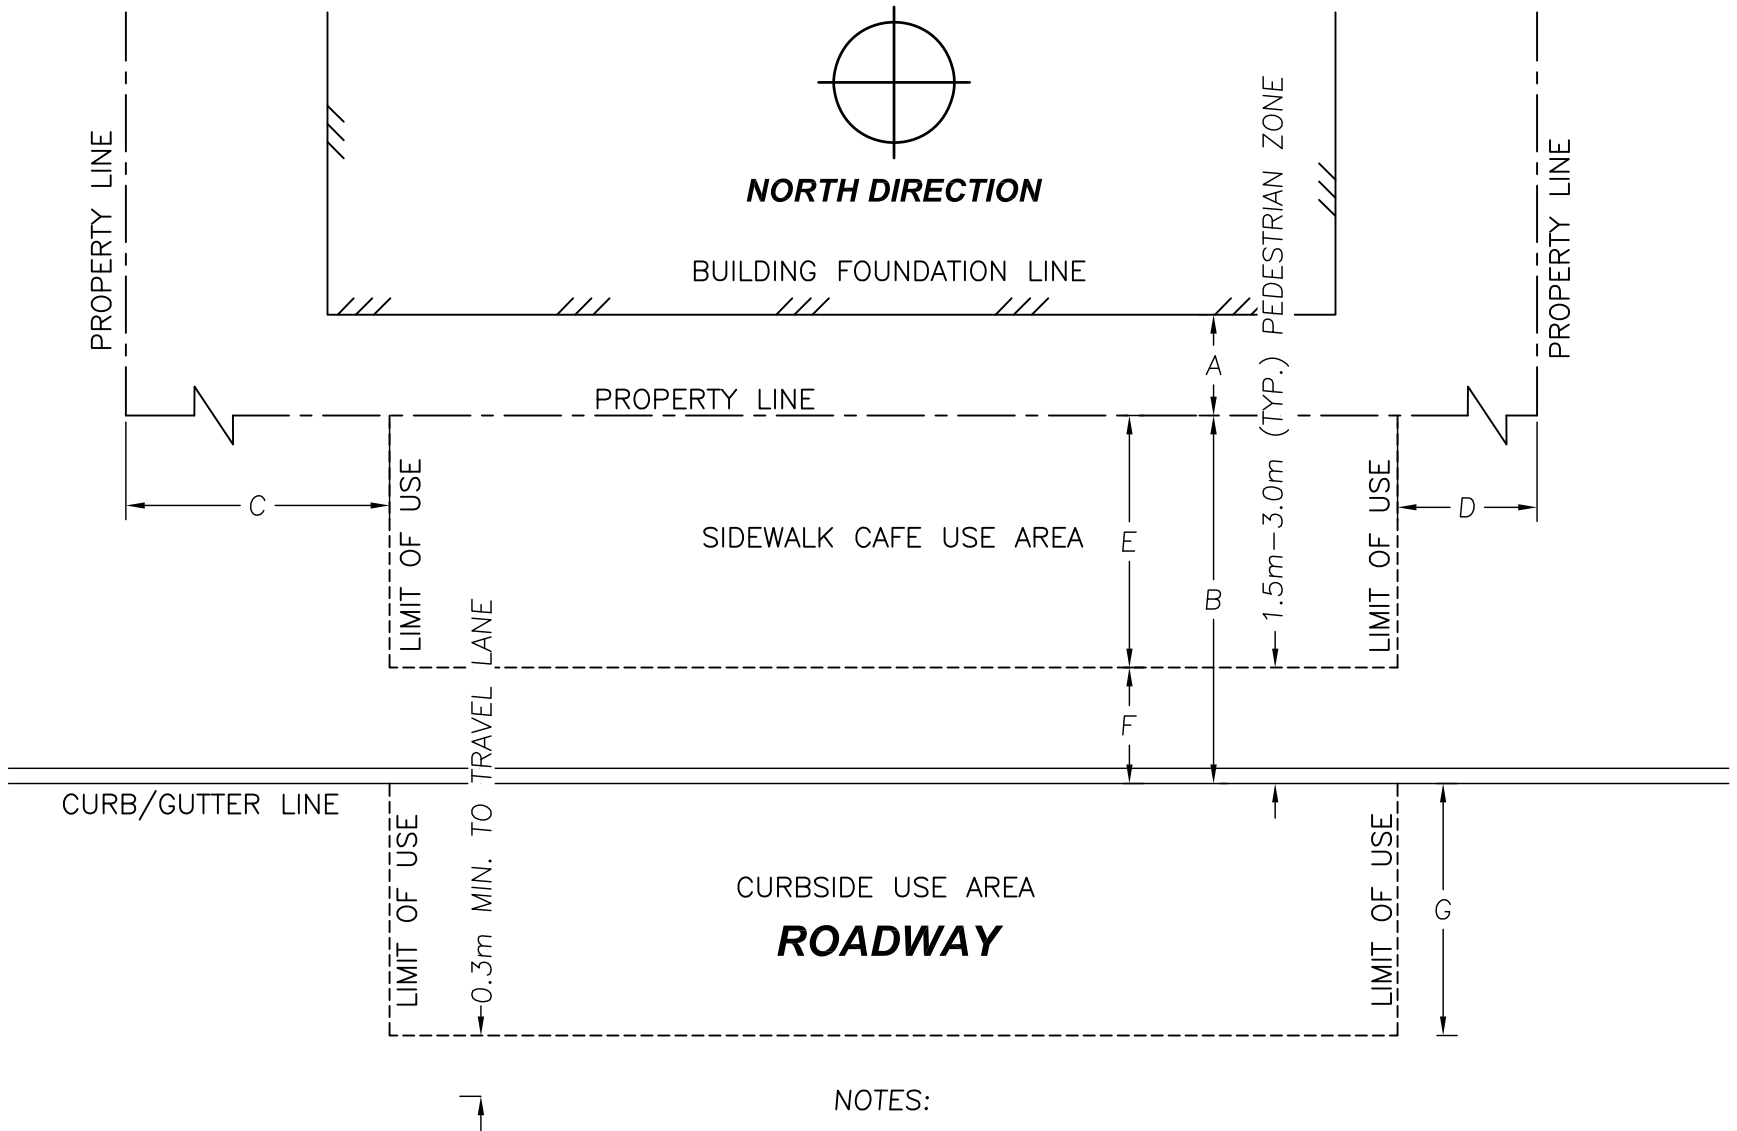 NORTH DIRECTION
BUILDING FOUNDATION LINE
PROPERTY LINE
PROPERTY LINE
1.5m-3.0m (TYP.) PEDESTRIAN ZONE
A
PROPERTY LINE
C
LIMIT OF USE
SIDEWALK CAFE USE AREA
E
B
LIMIT OF USE
D
F
0.3m MIN. TO TRAVEL LANE
CURB/GUTTER LINE
LIMIT OF USE
CURBSIDE USE AREA
ROADWAY
LIMIT OF USE
G
NOTES: